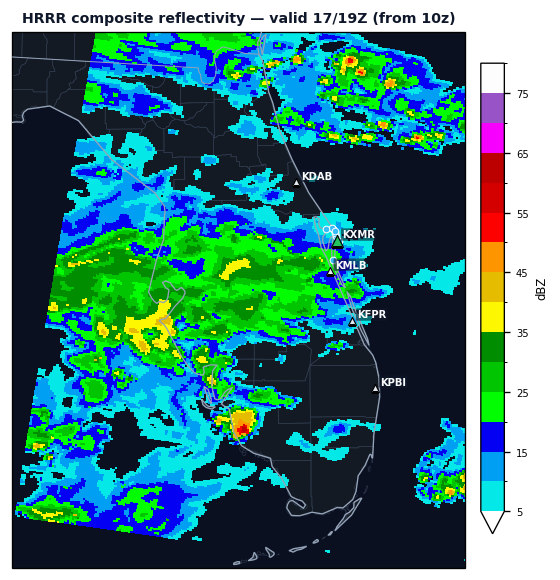 HRRR composite reflectivity — valid 17/19Z (from 10z)
KDAB
KXMR
KMLB
KFPR
KPBI
75
65
55
45
35
25
15
5
dBZ